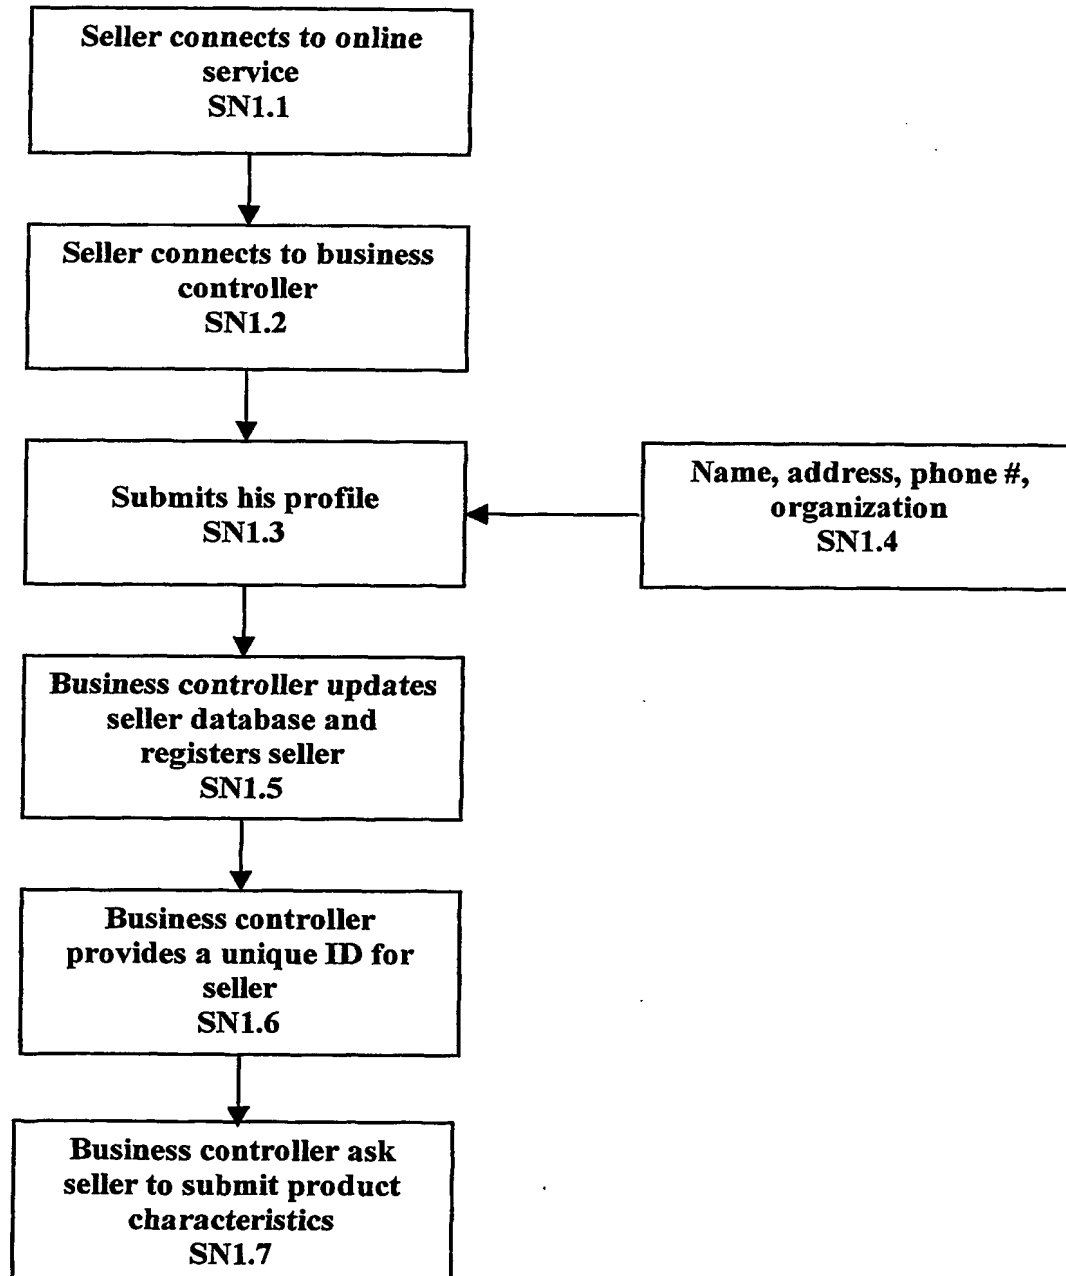 Seller connects to online
service
SN1.1
Seller connects to business
controller
SN1.2
Submits his profile
SN1.3
Name, address, phone #,
organization
SN1.4
Business controller updates
seller database and
registers seller
SN1.5
Business controller
provides a unique ID for
seller
SN1.6
Business controller ask
seller to submit product
characteristics
SN1.7